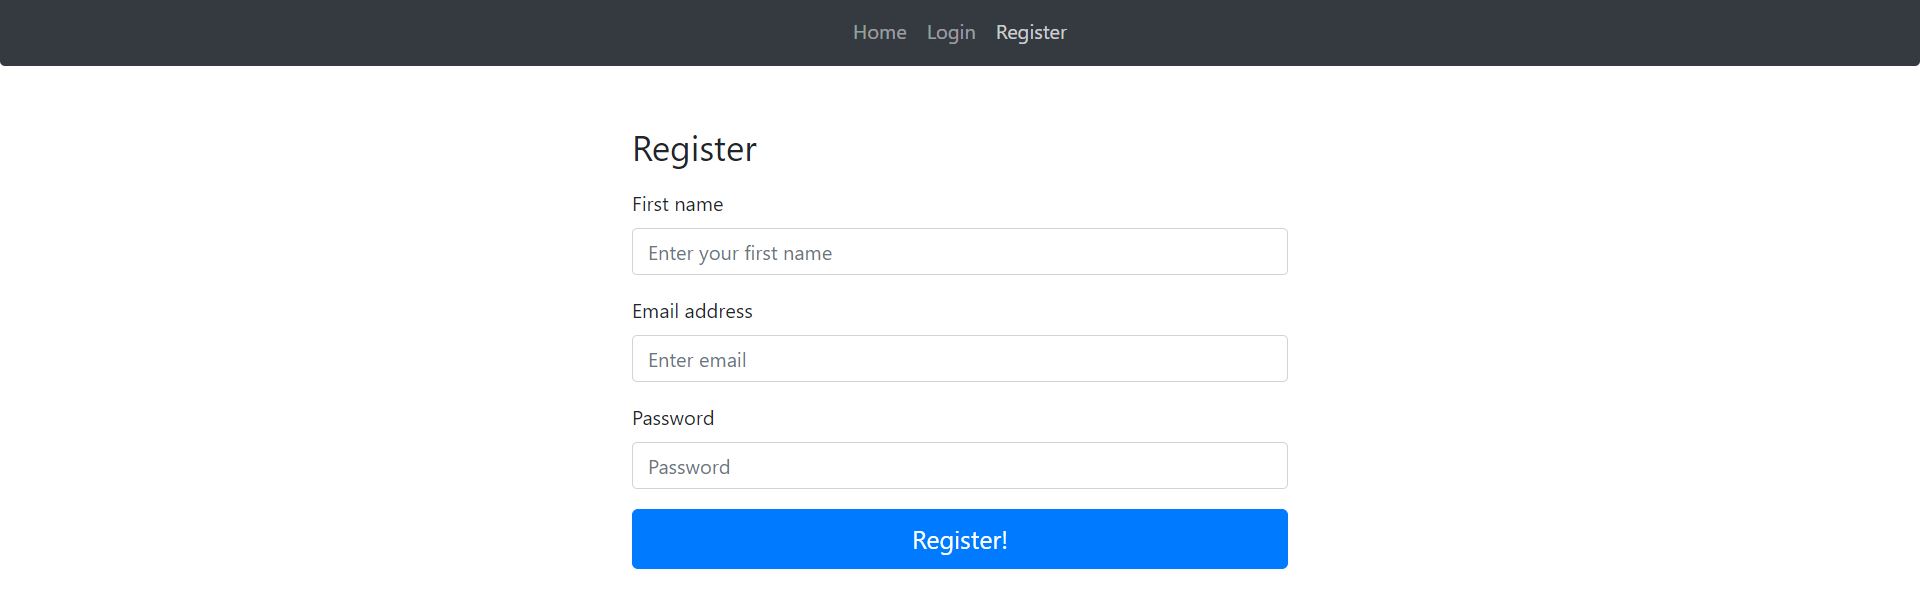 Home Login Register
Register
First name
Enter your first name
Email address
Enter email
Password
Password
Register!